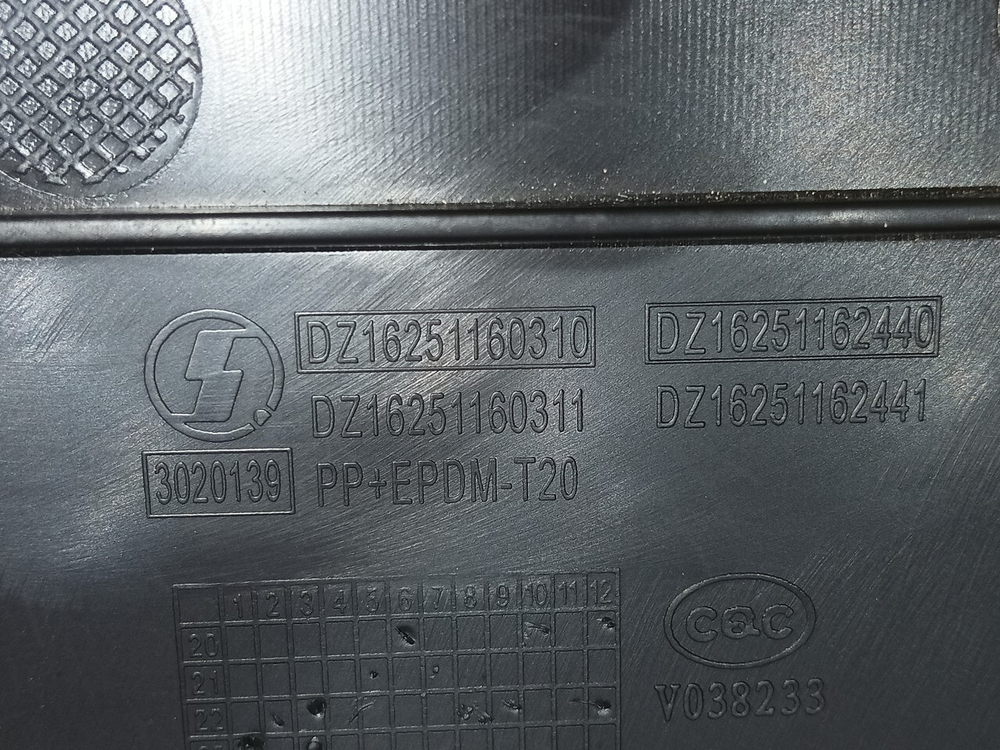 DZ16251160310 DZ16251162440
DZ16251160311 DZ16251162441
3020139 PP+EPDM-T20
1 2 3 4 5 6 7 8 9 10 11 12
20
21
22
CQC
V038233